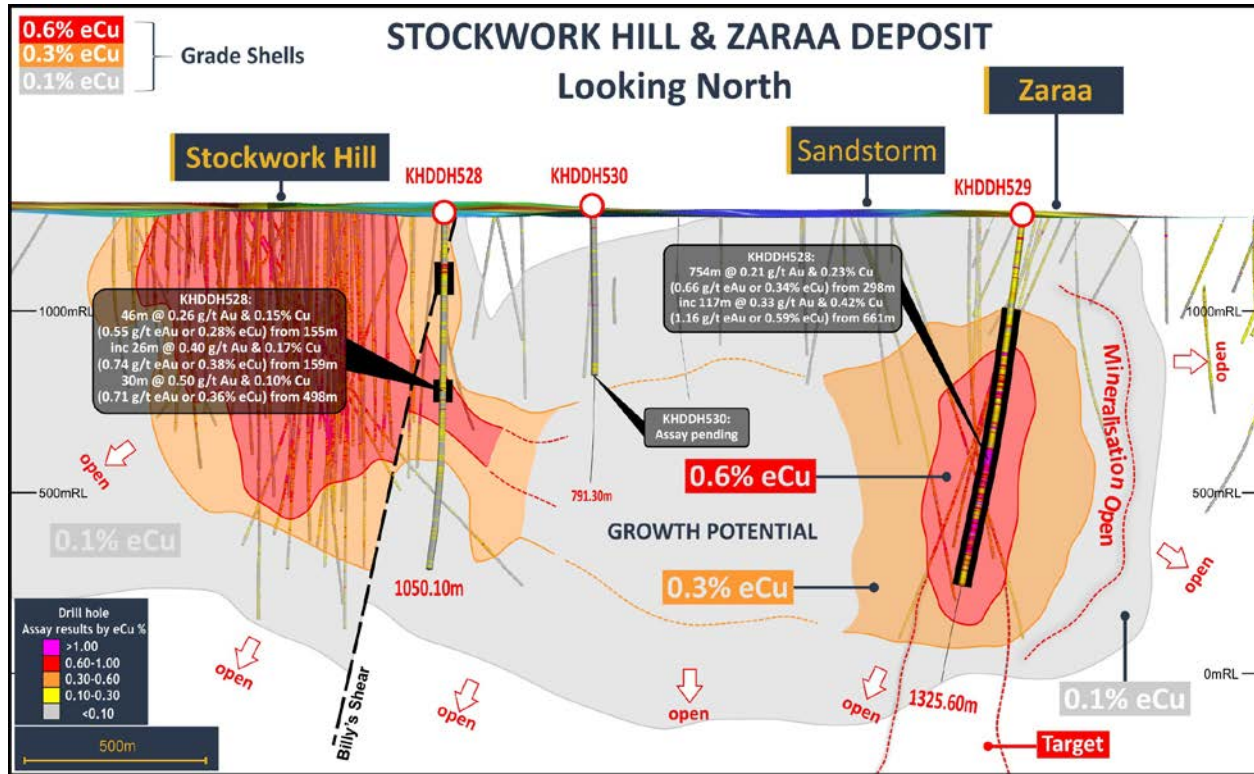 0.6% eCu
0.3% eCu
0.1% eCu
Grade Shells
STOCKWORK HILL & ZARAA DEPOSIT
Looking North
Stockwork Hill
KHDDH528
KHDDH530
Sandstorm
Zaraa
KHDDH529
KHDDH528:
46m @ 0.26 g/t Au & 0.15% Cu
(0.55 g/t eAu or 0.28% eCu) from 155m
inc 26m @ 0.40 g/t Au & 0.17% Cu
(0.74 g/t eAu or 0.38% eCu) from 159m
30m @ 0.50 g/t Au & 0.10% Cu
(0.71 g/t eAu or 0.36% eCu) from 498m
KHDDH528:
754m @ 0.21 g/t Au & 0.23% Cu
(0.66 g/t eAu or 0.34% eCu) from 298m
inc 117m @ 0.33 g/t Au & 0.42% Cu
(1.16 g/t eAu or 0.59% eCu) from 661m
1000mRL
1000mRL
open
Mineralisation Open
KHDDH530:
Assay pending
open
500mRL
791.30m
0.6% eCu
500mRL
0.1% eCu
GROWTH POTENTIAL
open
1050.10m
0.3% eCu
Drill hole
Assay results by eCu %
>1.00
0.60-1.00
0.30-0.60
0.10-0.30
<0.10
500m
open
Billy's Shear
open
open
open
1325.60m
0.1% eCu
0mRL
Target